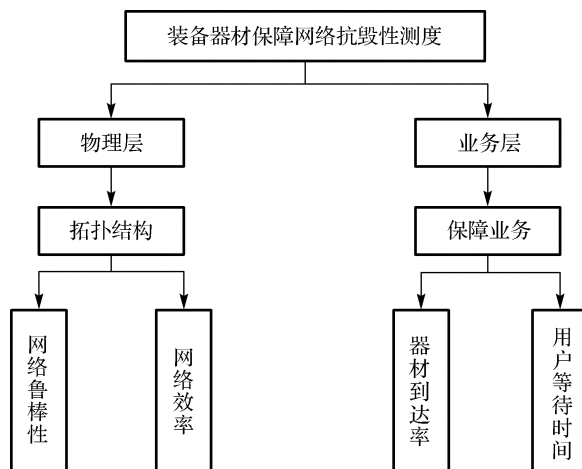 装备器材保障网络抗毁性测度
物理层
业务层
拓扑结构
保障业务
网络鲁棒性
网络效率
器材到达率
用户等待时间